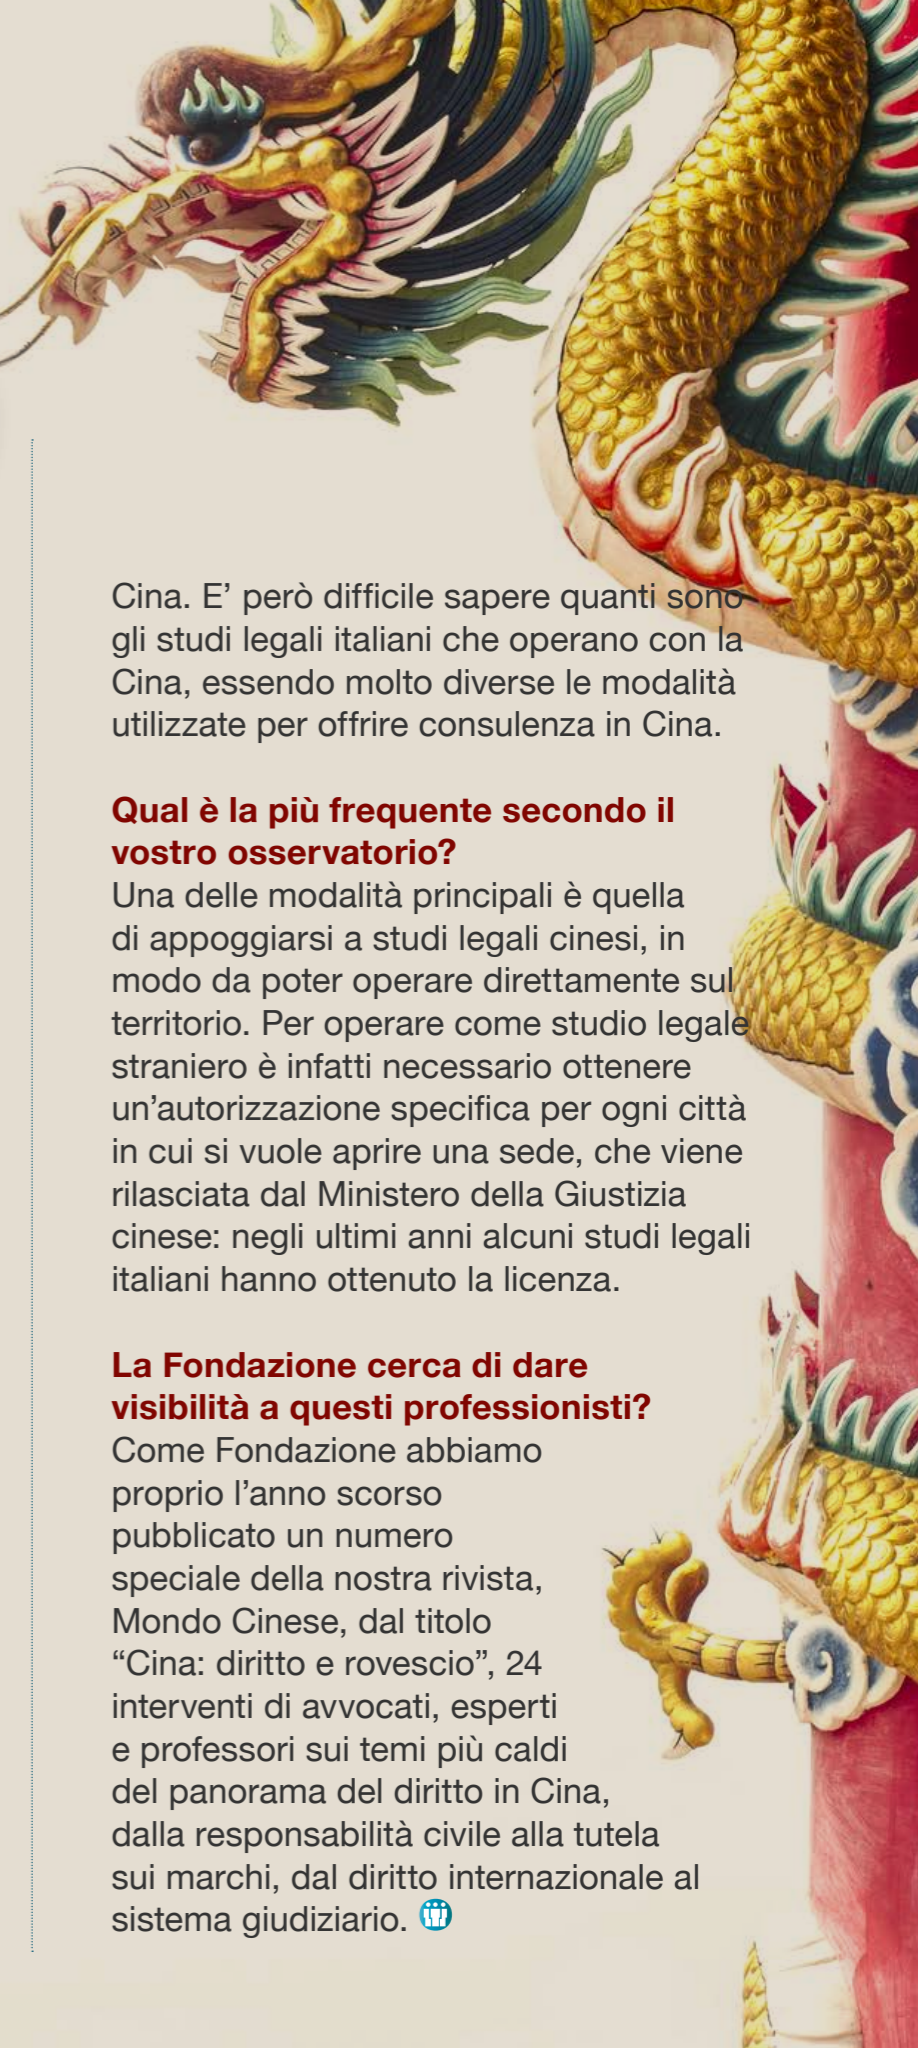 Cina. E’ però difficile sapere quanti sono
gli studi legali italiani che operano con la
Cina, essendo molto diverse le modalità
utilizzate per offrire consulenza in Cina.
Qual è la più frequente secondo il
vostro osservatorio?
Una delle modalità principali è quella
di appoggiarsi a studi legali cinesi, in
modo da poter operare direttamente sul
territorio. Per operare come studio legale
straniero è infatti necessario ottenere
un’autorizzazione specifica per ogni città
in cui si vuole aprire una sede, che viene
rilasciata dal Ministero della Giustizia
cinese: negli ultimi anni alcuni studi legali
italiani hanno ottenuto la licenza.
La Fondazione cerca di dare
visibilità a questi professionisti?
Come Fondazione abbiamo
proprio l’anno scorso
pubblicato un numero
speciale della nostra rivista,
Mondo Cinese, dal titolo
“Cina: diritto e rovescio”, 24
interventi di avvocati, esperti
e professori sui temi più caldi
del panorama del diritto in Cina,
dalla responsabilità civile alla tutela
sui marchi, dal diritto internazionale al
sistema giudiziario.